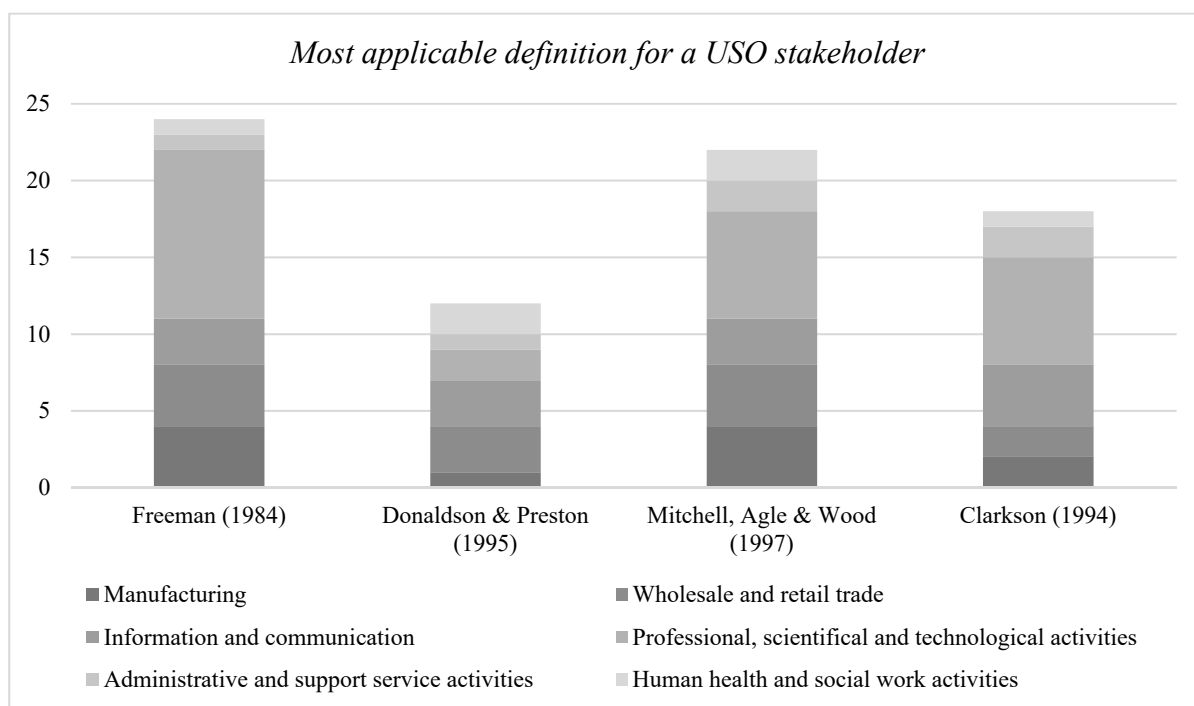 Most applicable definition for a USO stakeholder
25
20
15
10
5
0
Freeman (1984)
Donaldson & Preston
(1995)
Mitchell, Agle & Wood
(1997)
Clarkson (1994)
Manufacturing
Wholesale and retail trade
Information and communication
Professional, scientifical and technological activities
Administrative and support service activities
Human health and social work activities